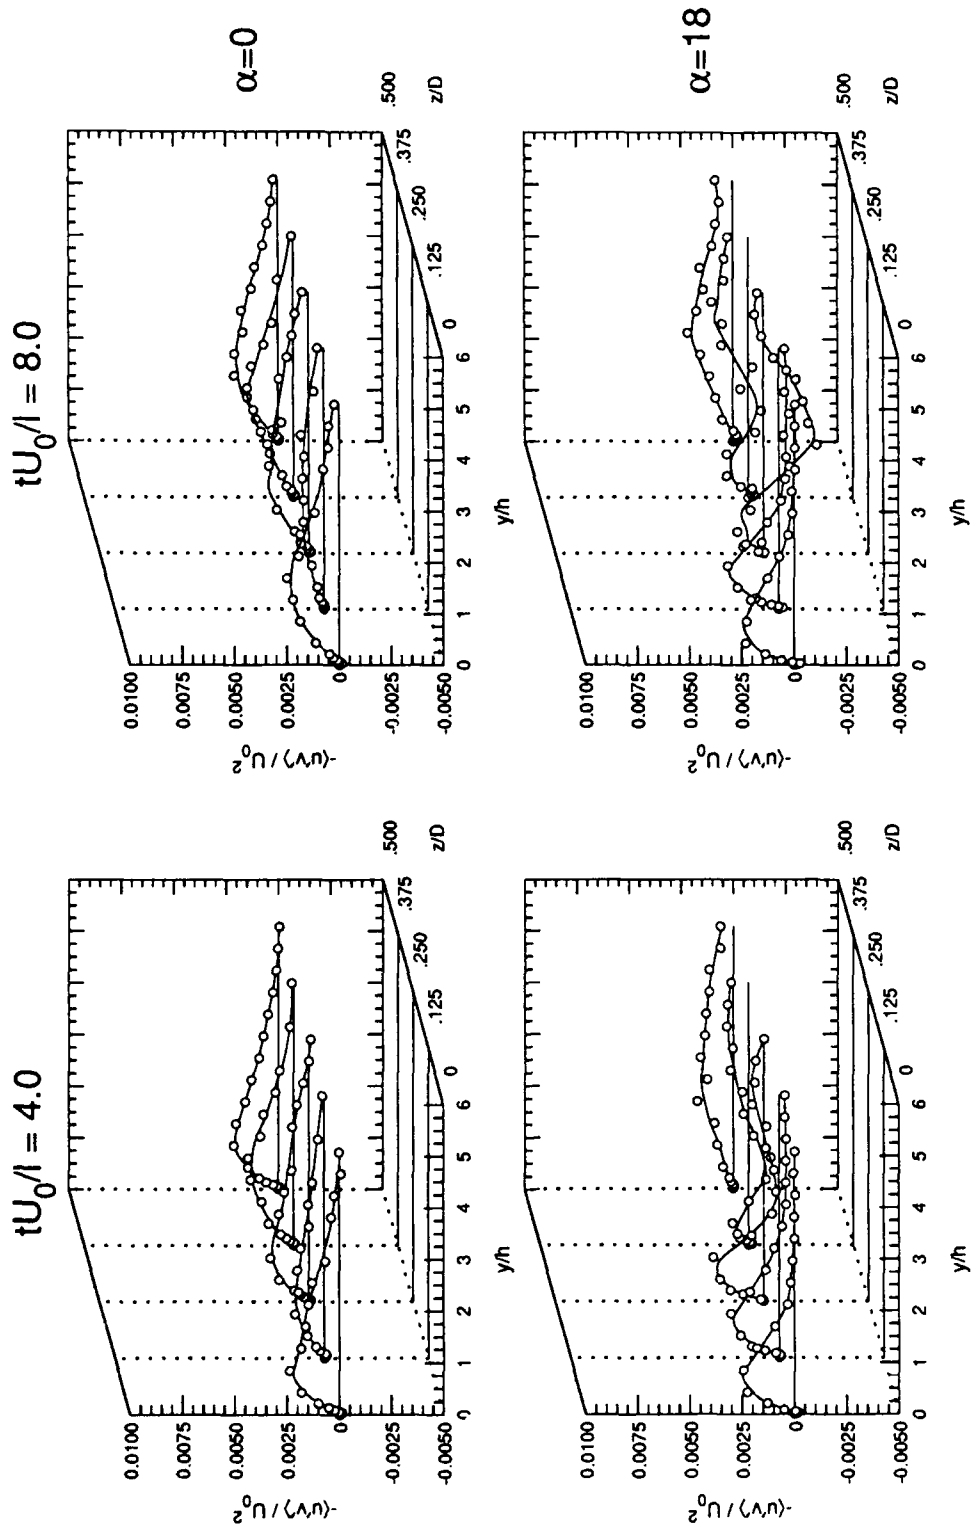 tU₀/l = 4.0
tU₀/l = 8.0
-⟨u'v'⟩ / U₀²
0.0100
0.0075
0.0050
0.0025
0
-0.0025
-0.0050
0 1 2 3 4 5 6
y/h
0
.125
.250
.375
.500
z/D
-⟨u'v'⟩ / U₀²
0.0100
0.0075
0.0050
0.0025
0
-0.0025
-0.0050
0 1 2 3 4 5 6
y/h
0
.125
.250
.375
.500
z/D
α=0
-⟨u'v'⟩ / U₀²
0.0100
0.0075
0.0050
0.0025
0
-0.0025
-0.0050
0 1 2 3 4 5 6
y/h
0
.125
.250
.375
.500
z/D
-⟨u'v'⟩ / U₀²
0.0100
0.0075
0.0050
0.0025
0
-0.0025
-0.0050
0 1 2 3 4 5 6
y/h
0
.125
.250
.375
.500
z/D
α=18